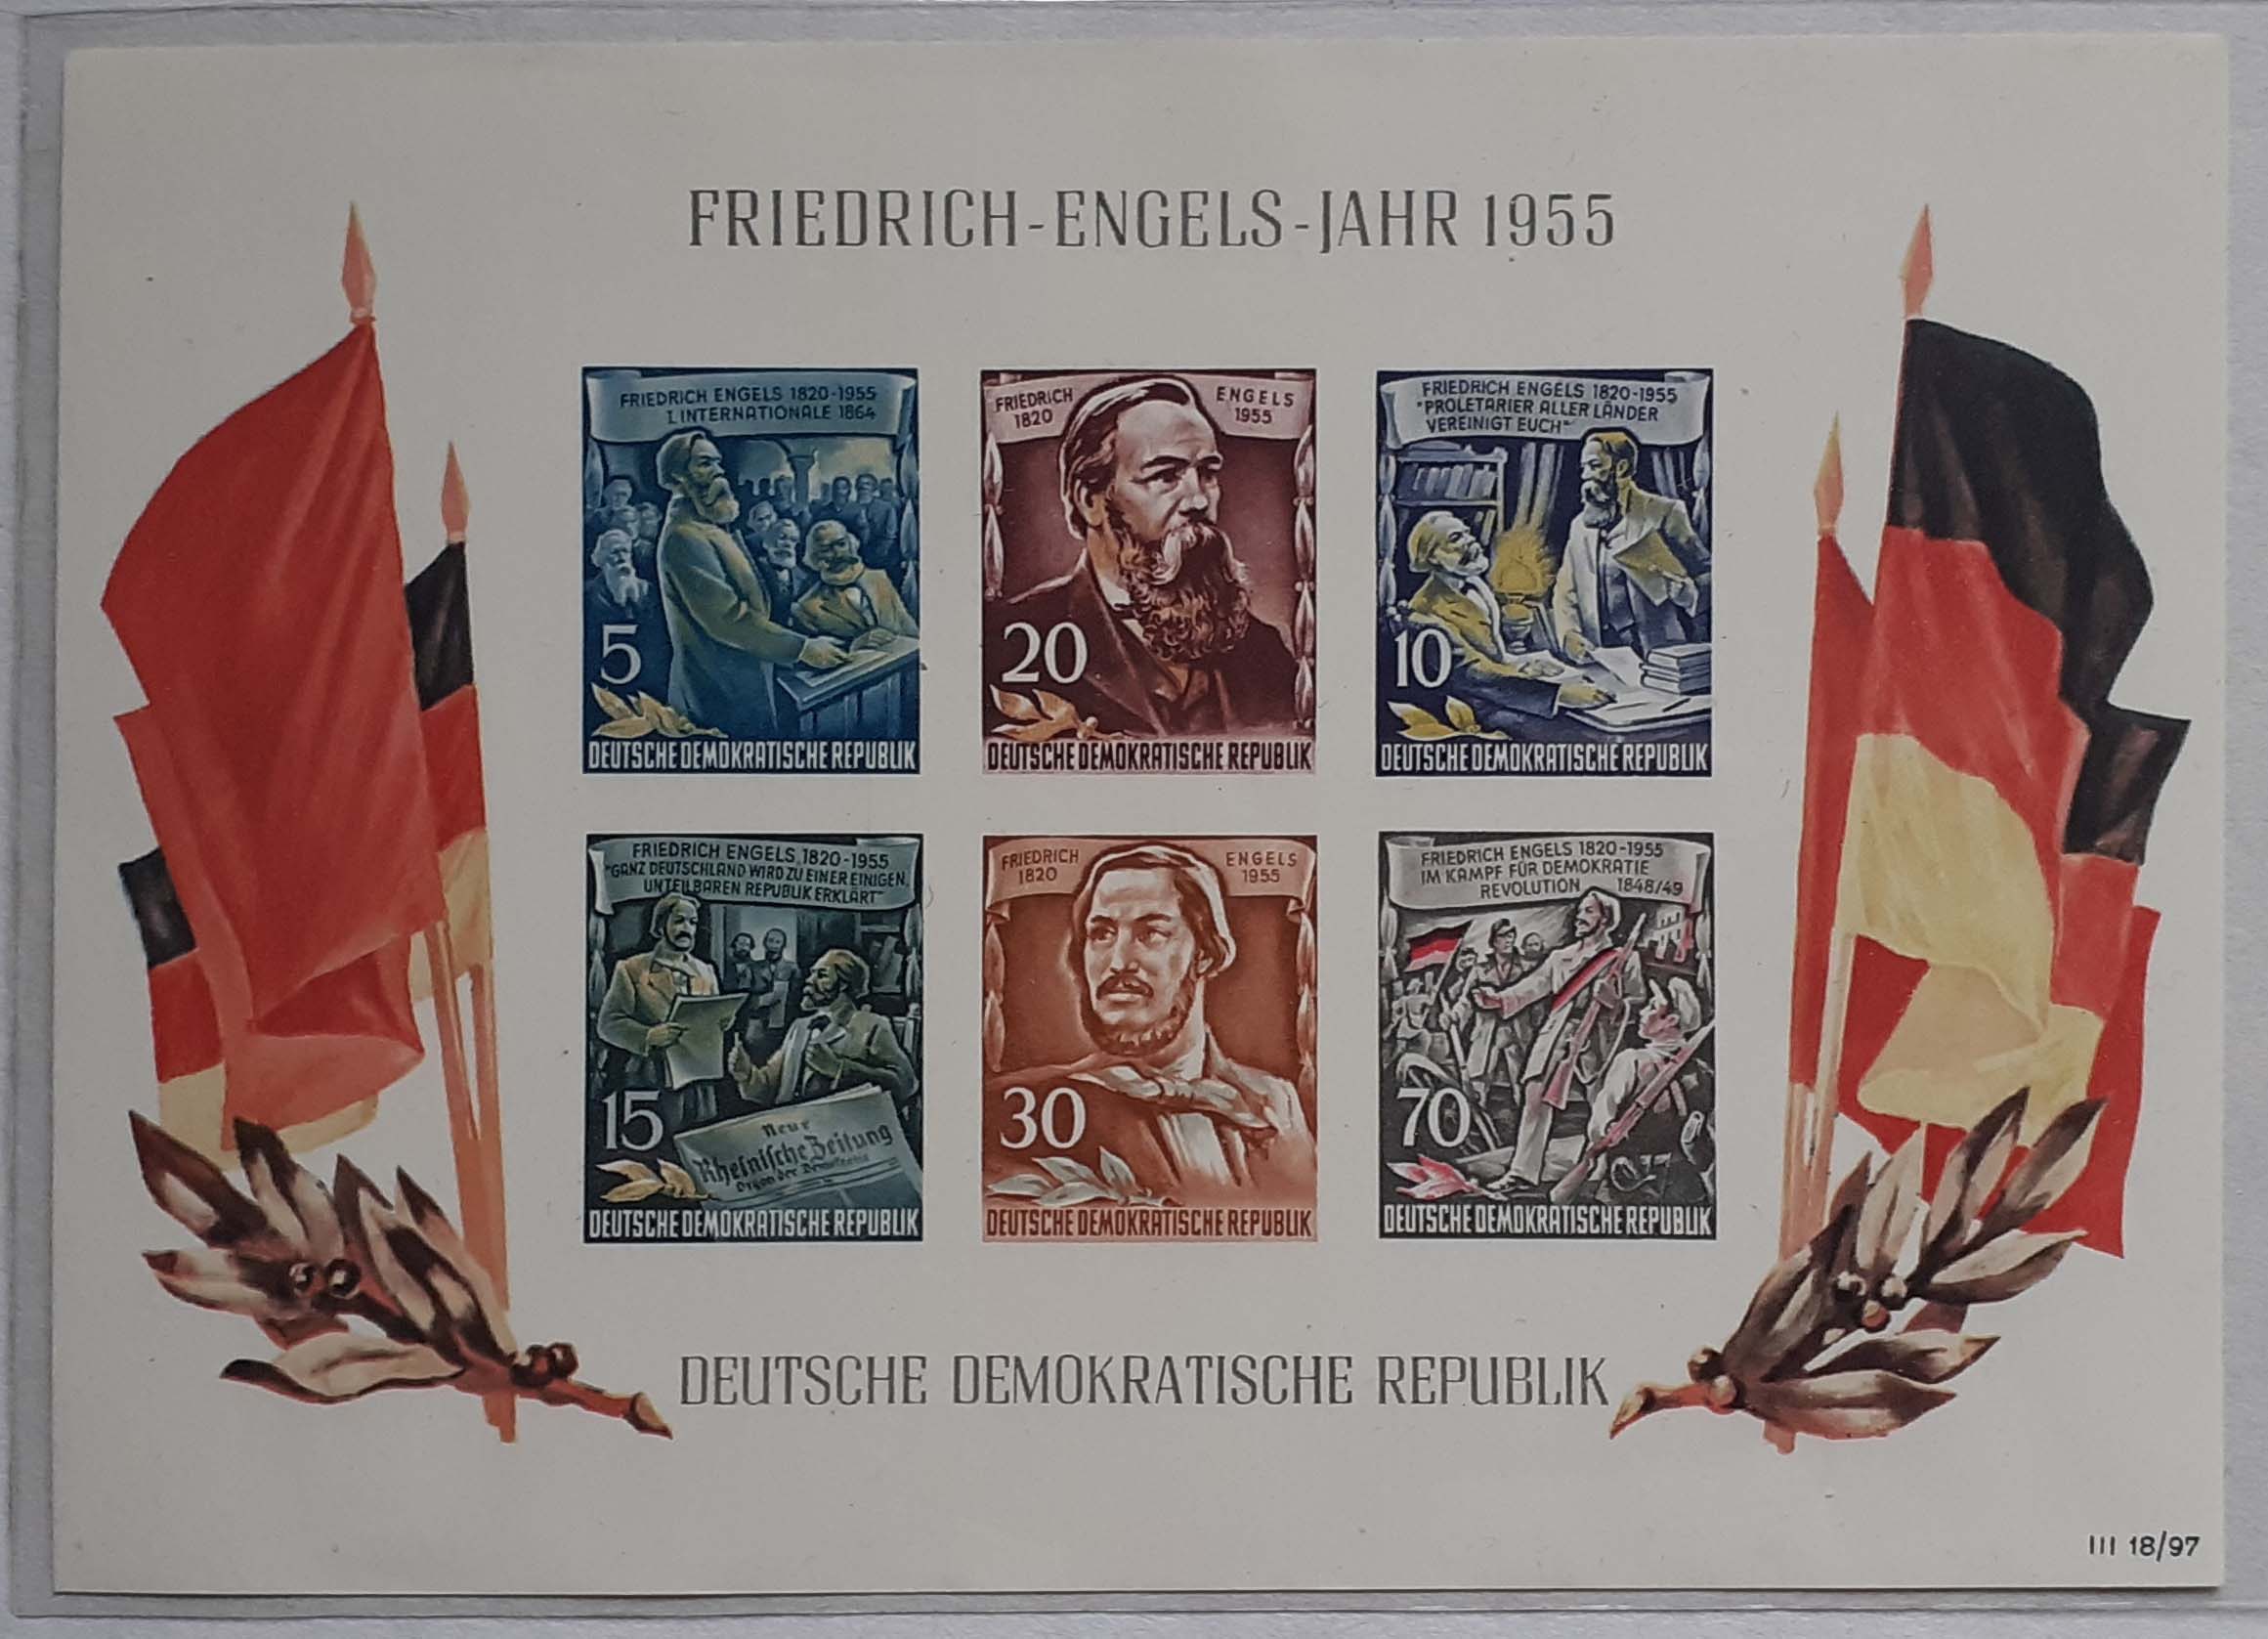 FRIEDRICH-ENGELS-JAHR 1955
FRIEDRICH ENGELS 1820-1955
I. INTERNATIONALE 1864
5
DEUTSCHE DEMOKRATISCHE REPUBLIK
FRIEDRICH ENGELS
1820 1955
20
DEUTSCHE DEMOKRATISCHE REPUBLIK
FRIEDRICH ENGELS 1820-1955
"PROLETARIER ALLER LÄNDER
VEREINIGT EUCH"
10
DEUTSCHE DEMOKRATISCHE REPUBLIK
FRIEDRICH ENGELS 1820-1955
"GANZ DEUTSCHLAND WIRD ZU EINER EINIGEN,
UNTEILBAREN REPUBLIK ERKLÄRT"
15
Neue
Rheinische Zeitung
Organ der Demokratie
DEUTSCHE DEMOKRATISCHE REPUBLIK
FRIEDRICH ENGELS
1820 1955
30
DEUTSCHE DEMOKRATISCHE REPUBLIK
FRIEDRICH ENGELS 1820-1955
IM KAMPF FÜR DEMOKRATIE
REVOLUTION 1848/49
70
DEUTSCHE DEMOKRATISCHE REPUBLIK
DEUTSCHE DEMOKRATISCHE REPUBLIK
III 18/97